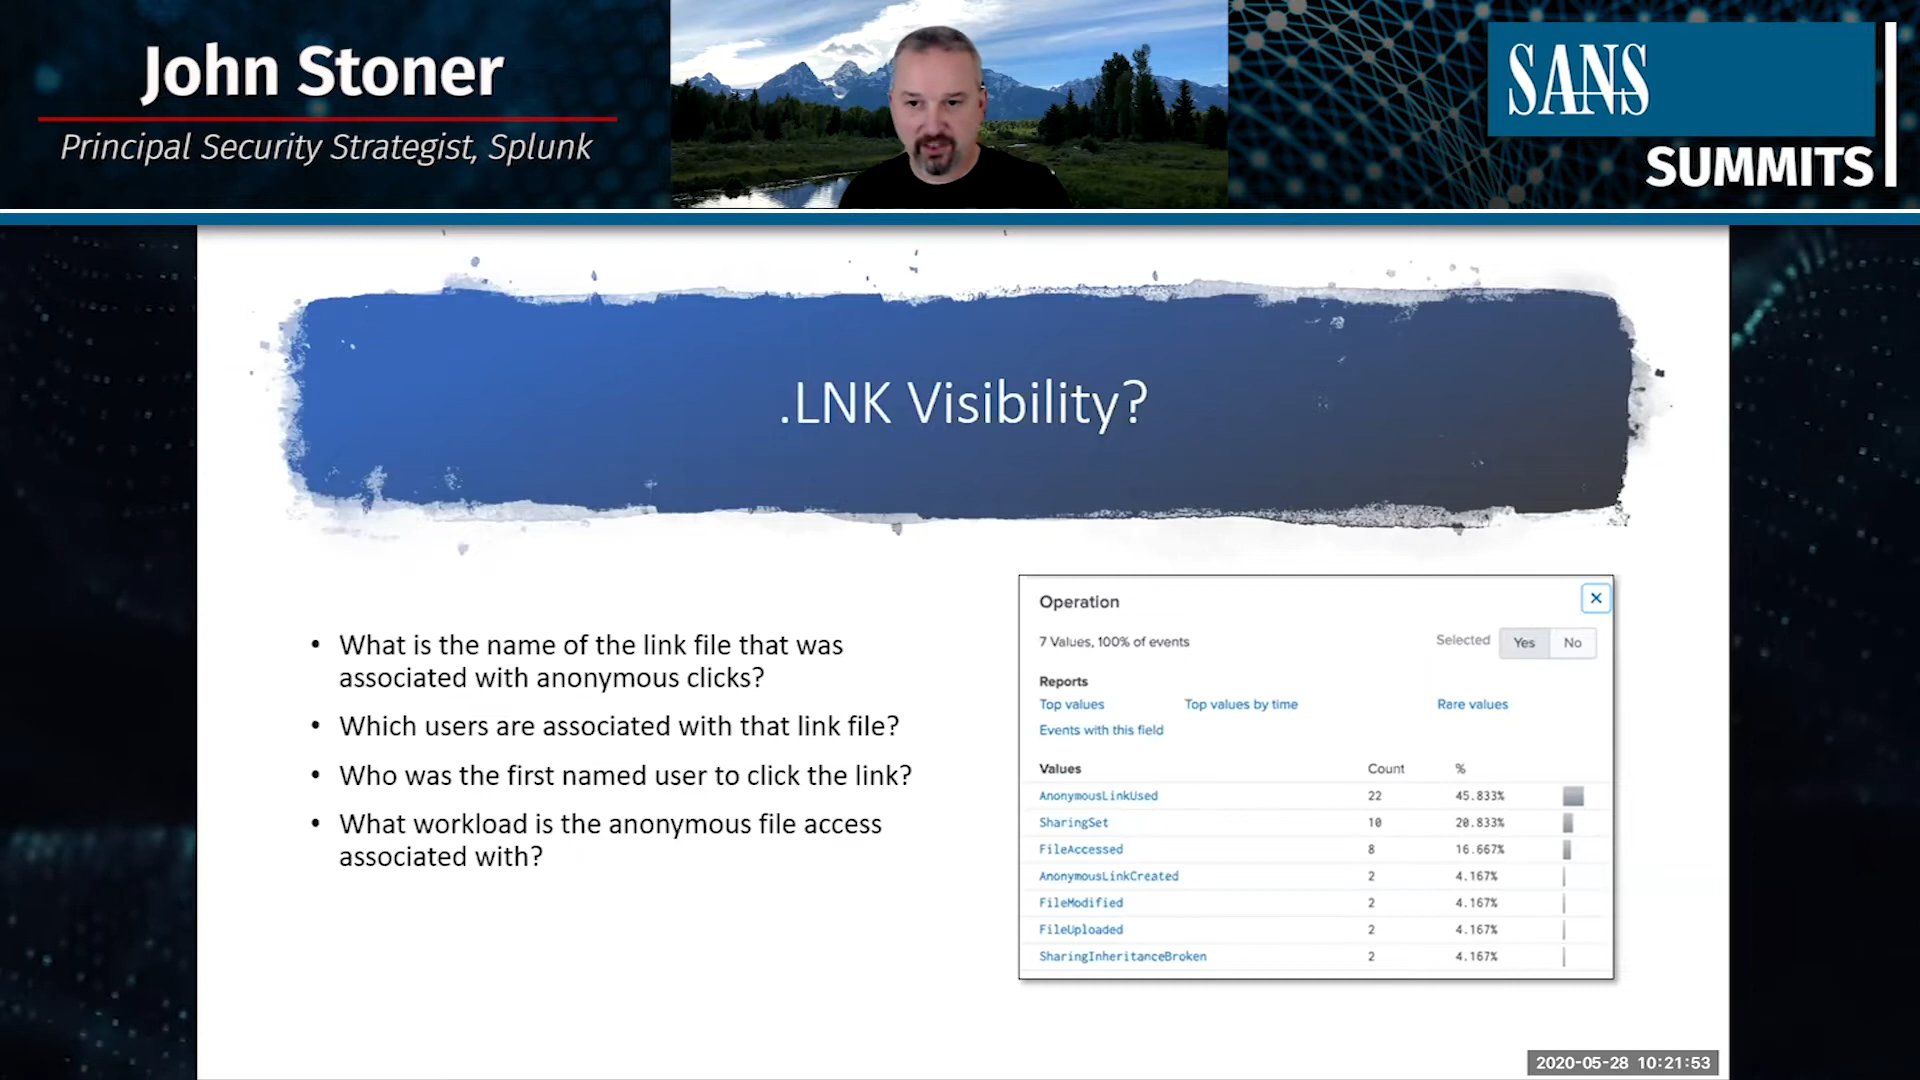 John Stoner
Principal Security Strategist, Splunk
SANS
SUMMITS
.LNK Visibility?
• What is the name of the link file that was
associated with anonymous clicks?
• Which users are associated with that link file?
• Who was the first named user to click the link?
• What workload is the anonymous file access
associated with?
Operation
7 Values, 100% of events
Selected Yes No
Reports
Top values Top values by time Rare values
Events with this field
Values Count %
AnonymousLinkUsed 22 45.833%
SharingSet 10 20.833%
FileAccessed 8 16.667%
AnonymousLinkCreated 2 4.167%
FileModified 2 4.167%
FileUploaded 2 4.167%
SharingInheritanceBroken 2 4.167%
2020-05-28 10:21:53